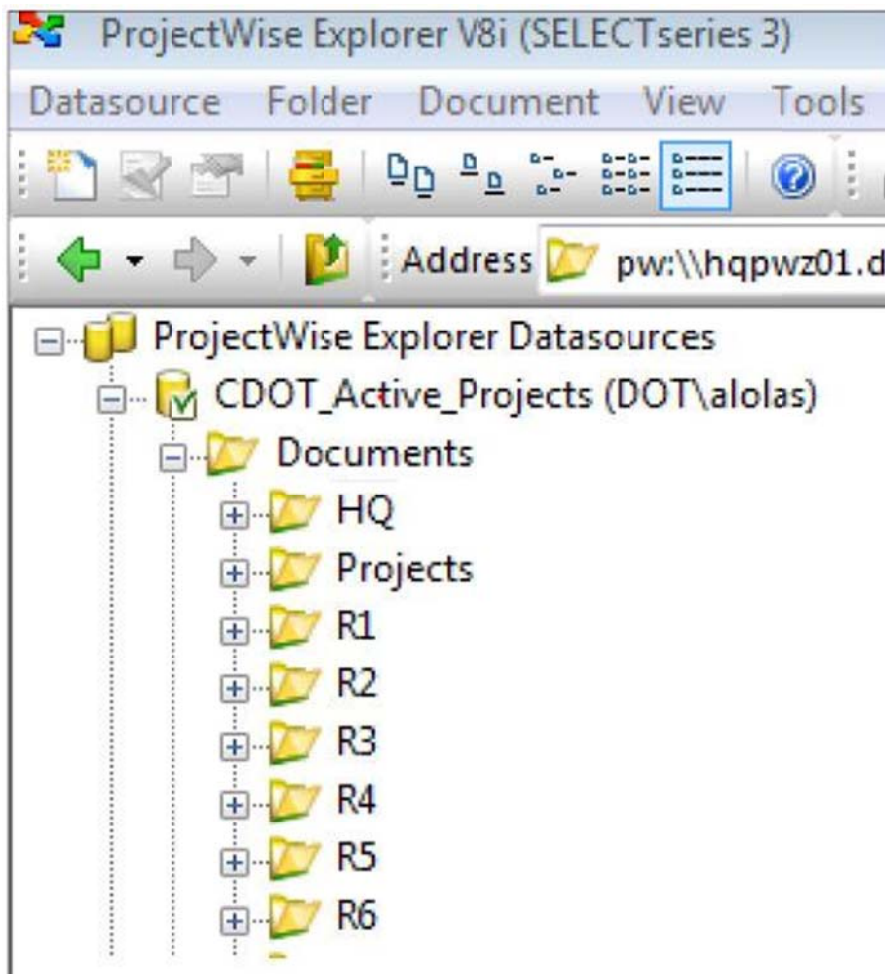 ProjectWise Explorer V8i (SELECTseries 3)
Datasource Folder Document View Tools
Address pw:\\hqpwz01.d
ProjectWise Explorer Datasources
CDOT_Active_Projects (DOT\alolas)
Documents
HQ
Projects
R1
R2
R3
R4
R5
R6